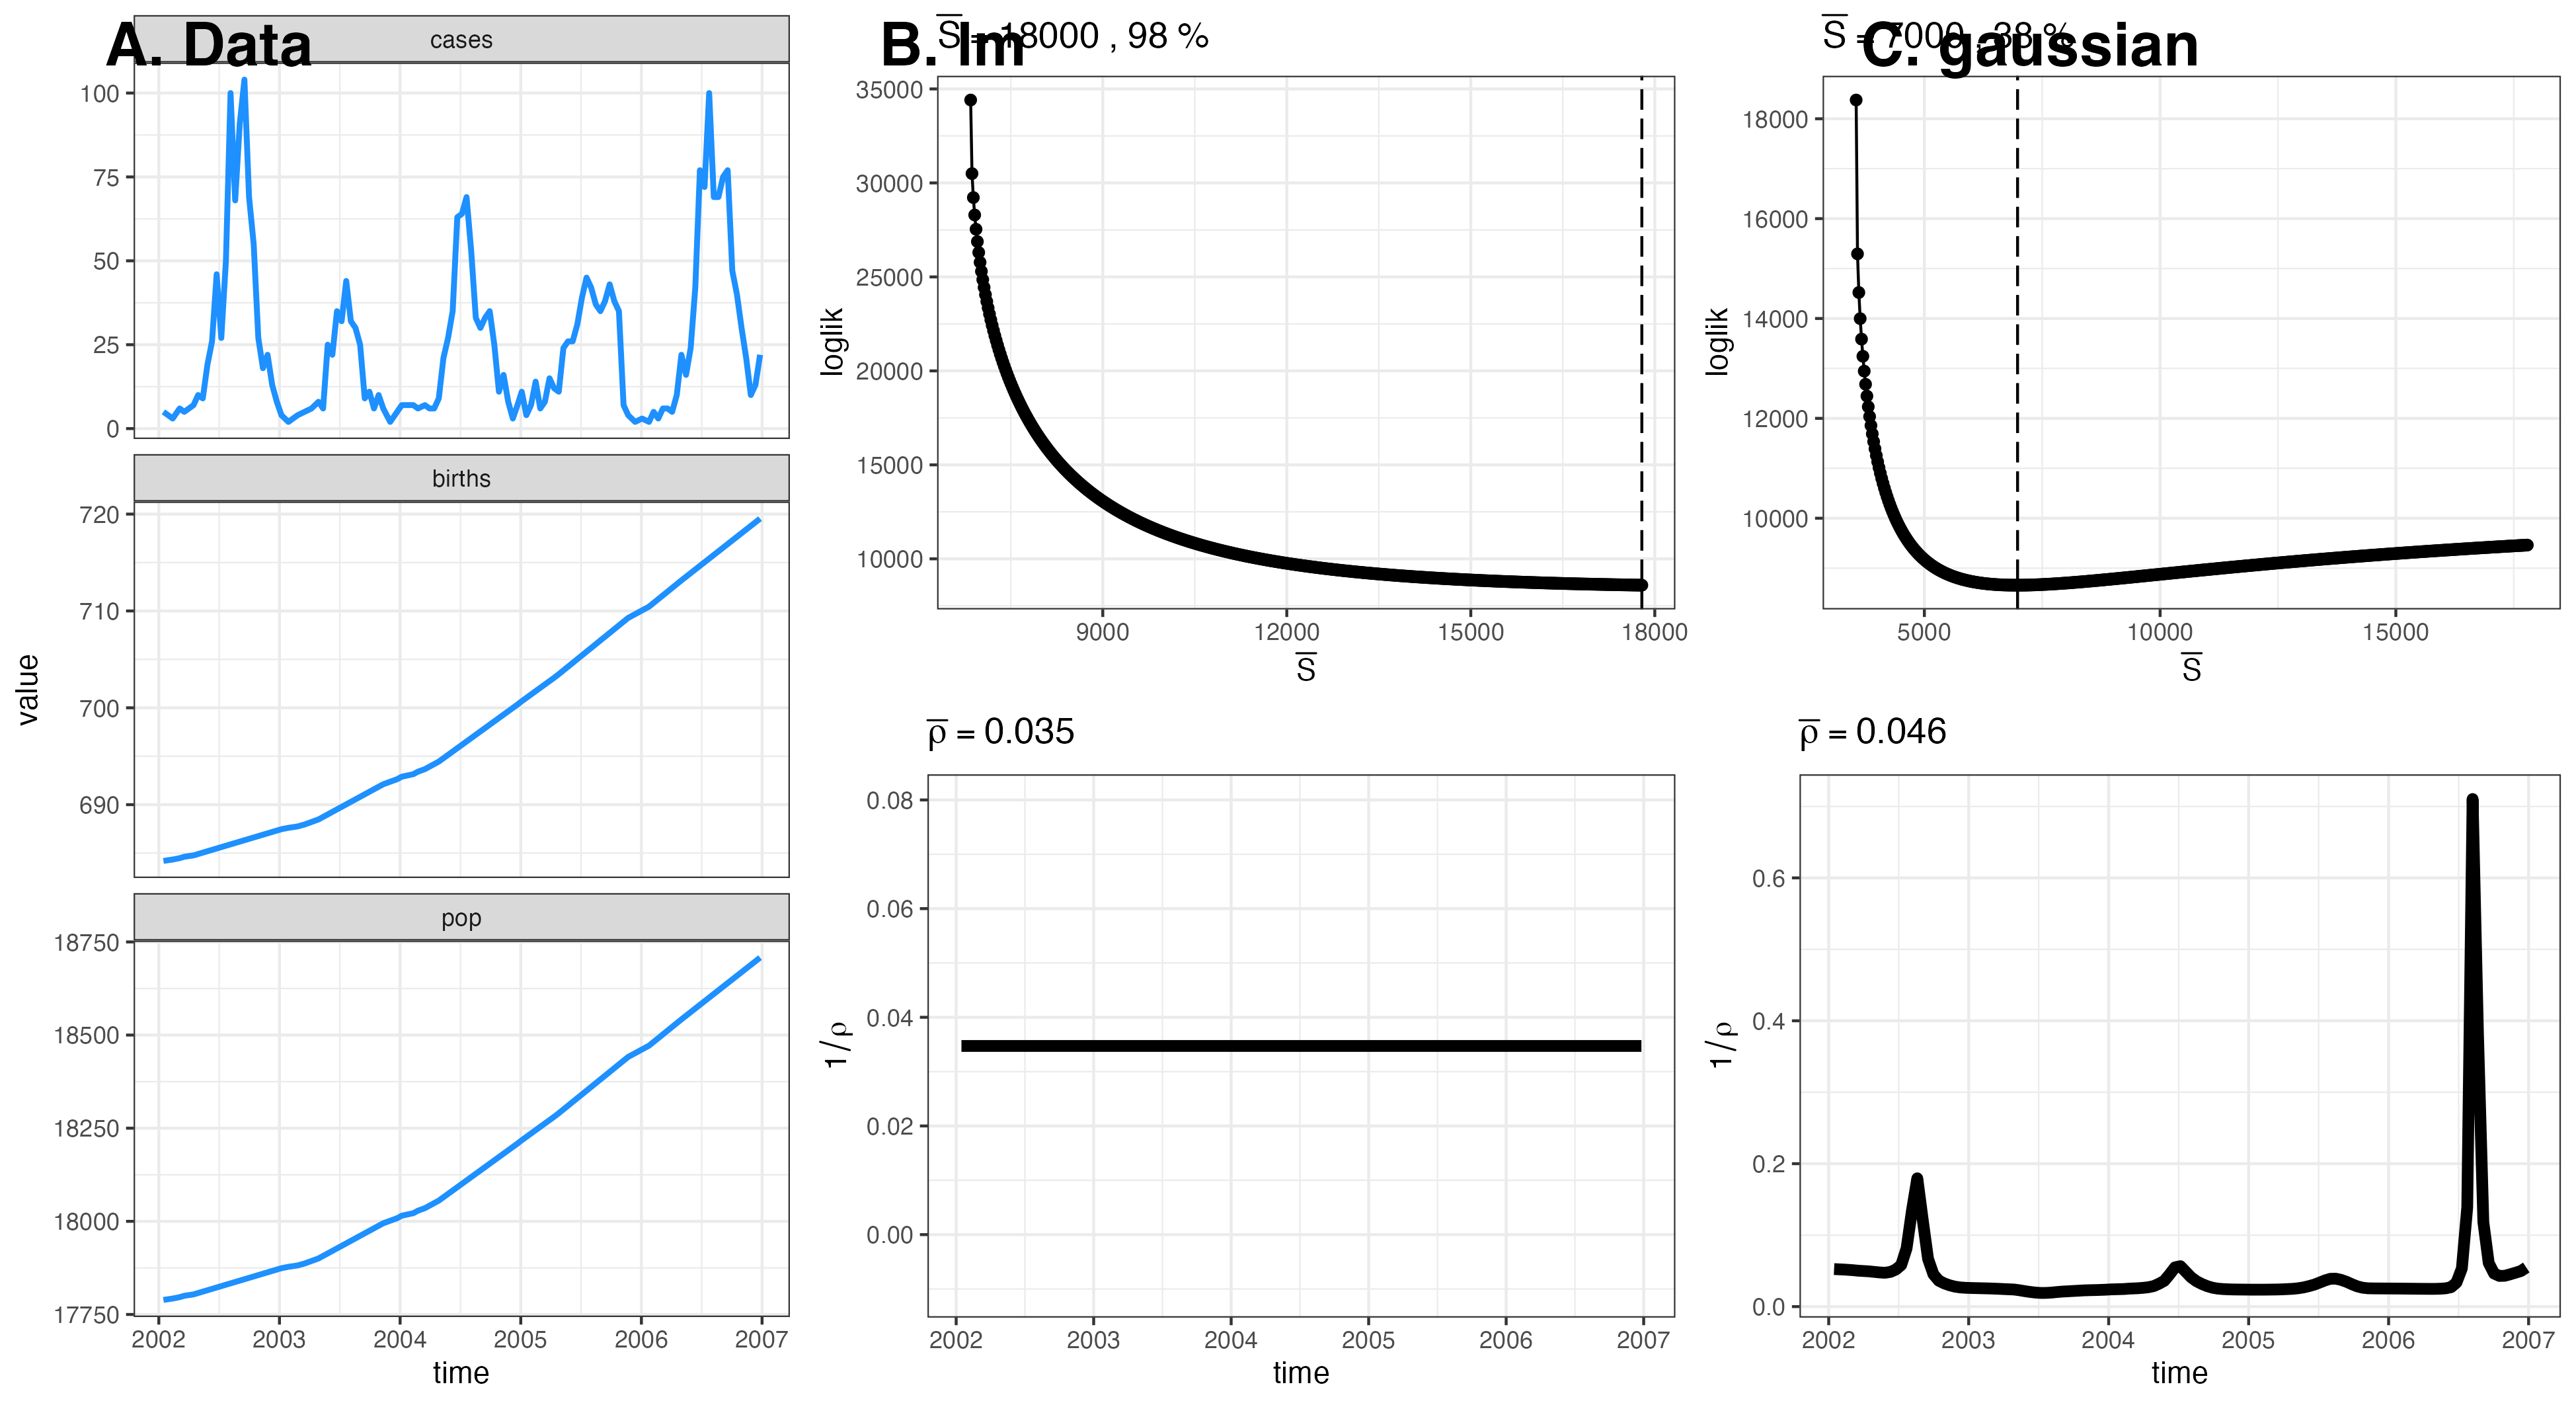 A. Data
cases
100
75
50
25
0
births
720
710
700
690
pop
18750
18500
18250
18000
17750
value
2002 2003 2004 2005 2006 2007
time
B. lm
S̅ = 18000 , 98 %
35000
30000
25000
20000
15000
10000
loglik
9000 12000 15000 18000
S̅
ρ̅ = 0.035
0.08
0.06
0.04
0.02
0.00
1/ρ
2002 2003 2004 2005 2006 2007
time
C. gaussian
S̅ = 7000 , 38 %
18000
16000
14000
12000
10000
loglik
5000 10000 15000
S̅
ρ̅ = 0.046
0.6
0.4
0.2
0.0
1/ρ
2002 2003 2004 2005 2006 2007
time